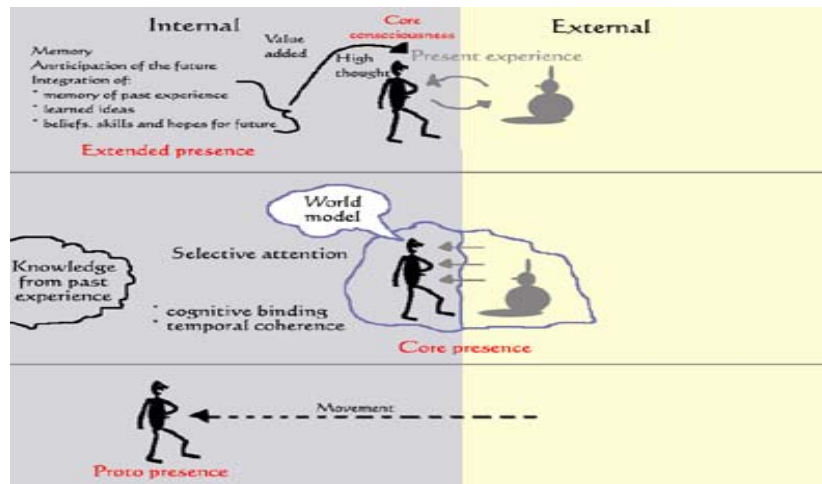 Internal
Core
consciousness
External
Value
added
High
thought
Present experience
Memory
Anrticipation of the future
Integration of:
* memory of past experience
* learned ideas
* beliefs. skills and hopes for future
Extended presence
World
model
Selective attention
Knowledge
from past
experience
* cognitive binding
* temporal coherence
Core presence
Movement
Proto presence